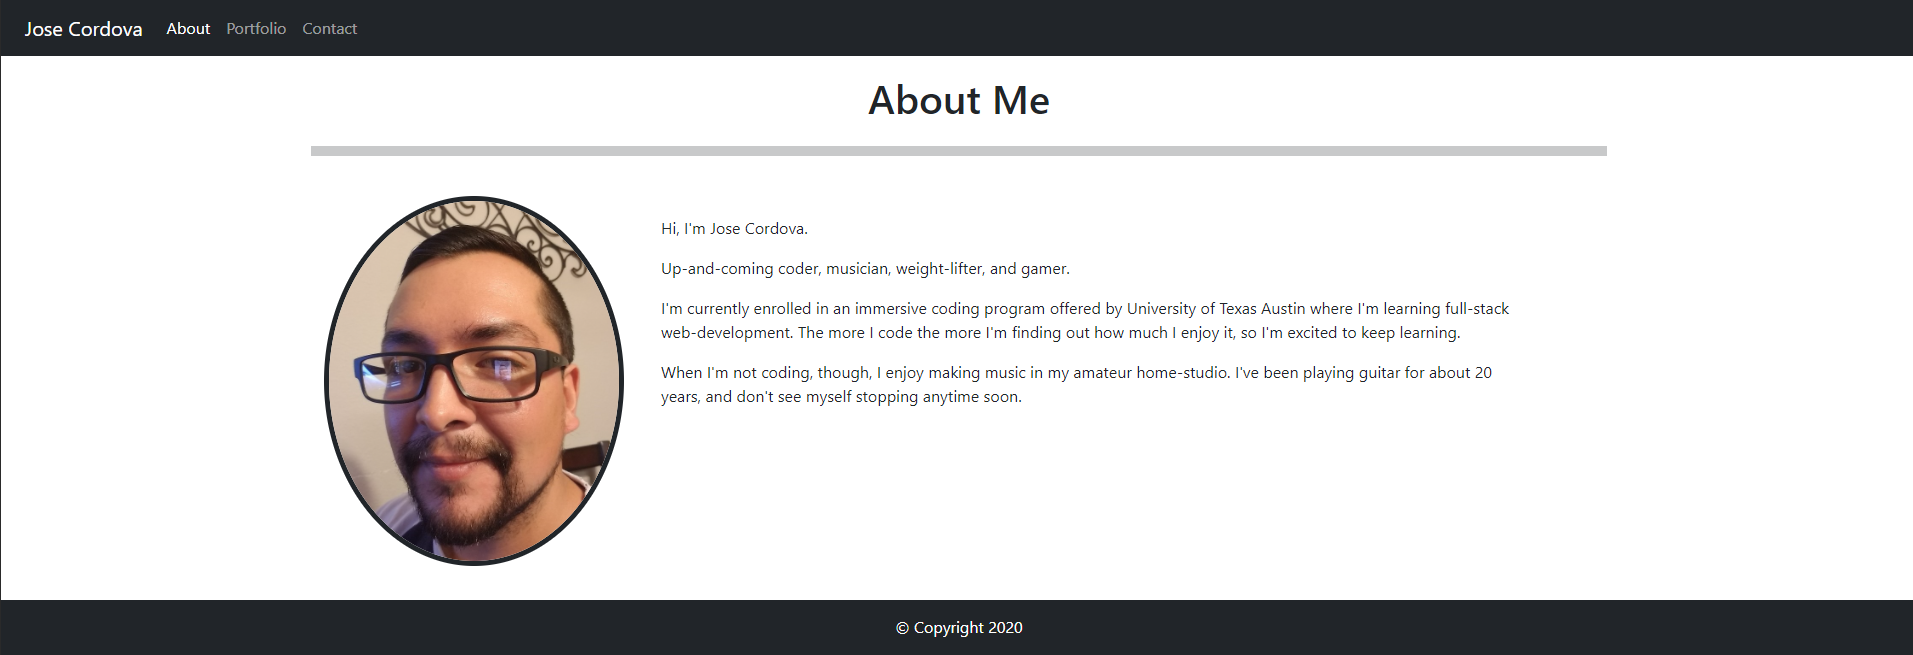 Jose Cordova About Portfolio Contact
About Me
Hi, I'm Jose Cordova.
Up-and-coming coder, musician, weight-lifter, and gamer.
I'm currently enrolled in an immersive coding program offered by University of Texas Austin where I'm learning full-stack
web-development. The more I code the more I'm finding out how much I enjoy it, so I'm excited to keep learning.
When I'm not coding, though, I enjoy making music in my amateur home-studio. I've been playing guitar for about 20
years, and don't see myself stopping anytime soon.
© Copyright 2020